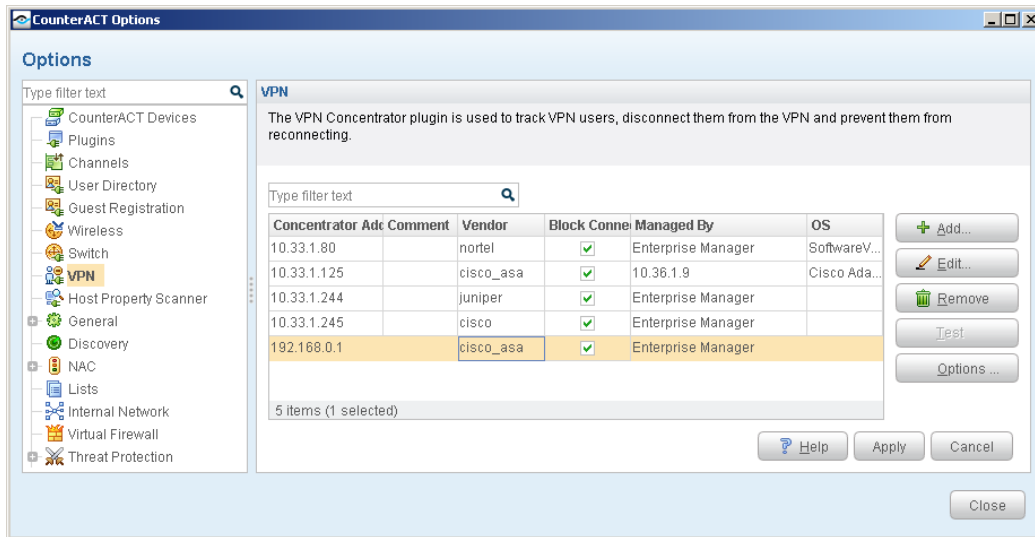 CounterACT Options
Options
Type filter text
CounterACT Devices
Plugins
Channels
User Directory
Guest Registration
Wireless
Switch
VPN
Host Property Scanner
General
Discovery
NAC
Lists
Internal Network
Virtual Firewall
Threat Protection
VPN
The VPN Concentrator plugin is used to track VPN users, disconnect them from the VPN and prevent them from
reconnecting.
Type filter text
Concentrator Add Comment Vendor Block Connec Managed By OS
10.33.1.80 nortel Enterprise Manager SoftwareV...
10.33.1.125 cisco_asa 10.36.1.9 Cisco Ada...
10.33.1.244 juniper Enterprise Manager
10.33.1.245 cisco Enterprise Manager
192.168.0.1 cisco_asa Enterprise Manager
5 items (1 selected)
Add...
Edit...
Remove
Test
Options ...
Help Apply Cancel
Close